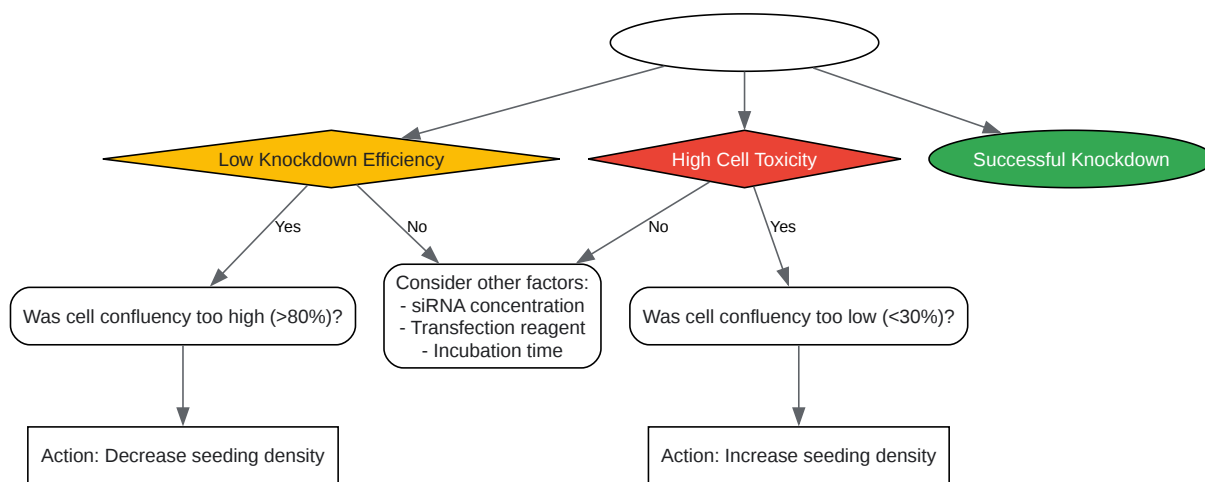 Low Knockdown Efficiency
High Cell Toxicity
Successful Knockdown
Yes
No
No
Yes
Was cell confluency too high (>80%)?
Consider other factors:
- siRNA concentration
- Transfection reagent
- Incubation time
Was cell confluency too low (<30%)?
Action: Decrease seeding density
Action: Increase seeding density